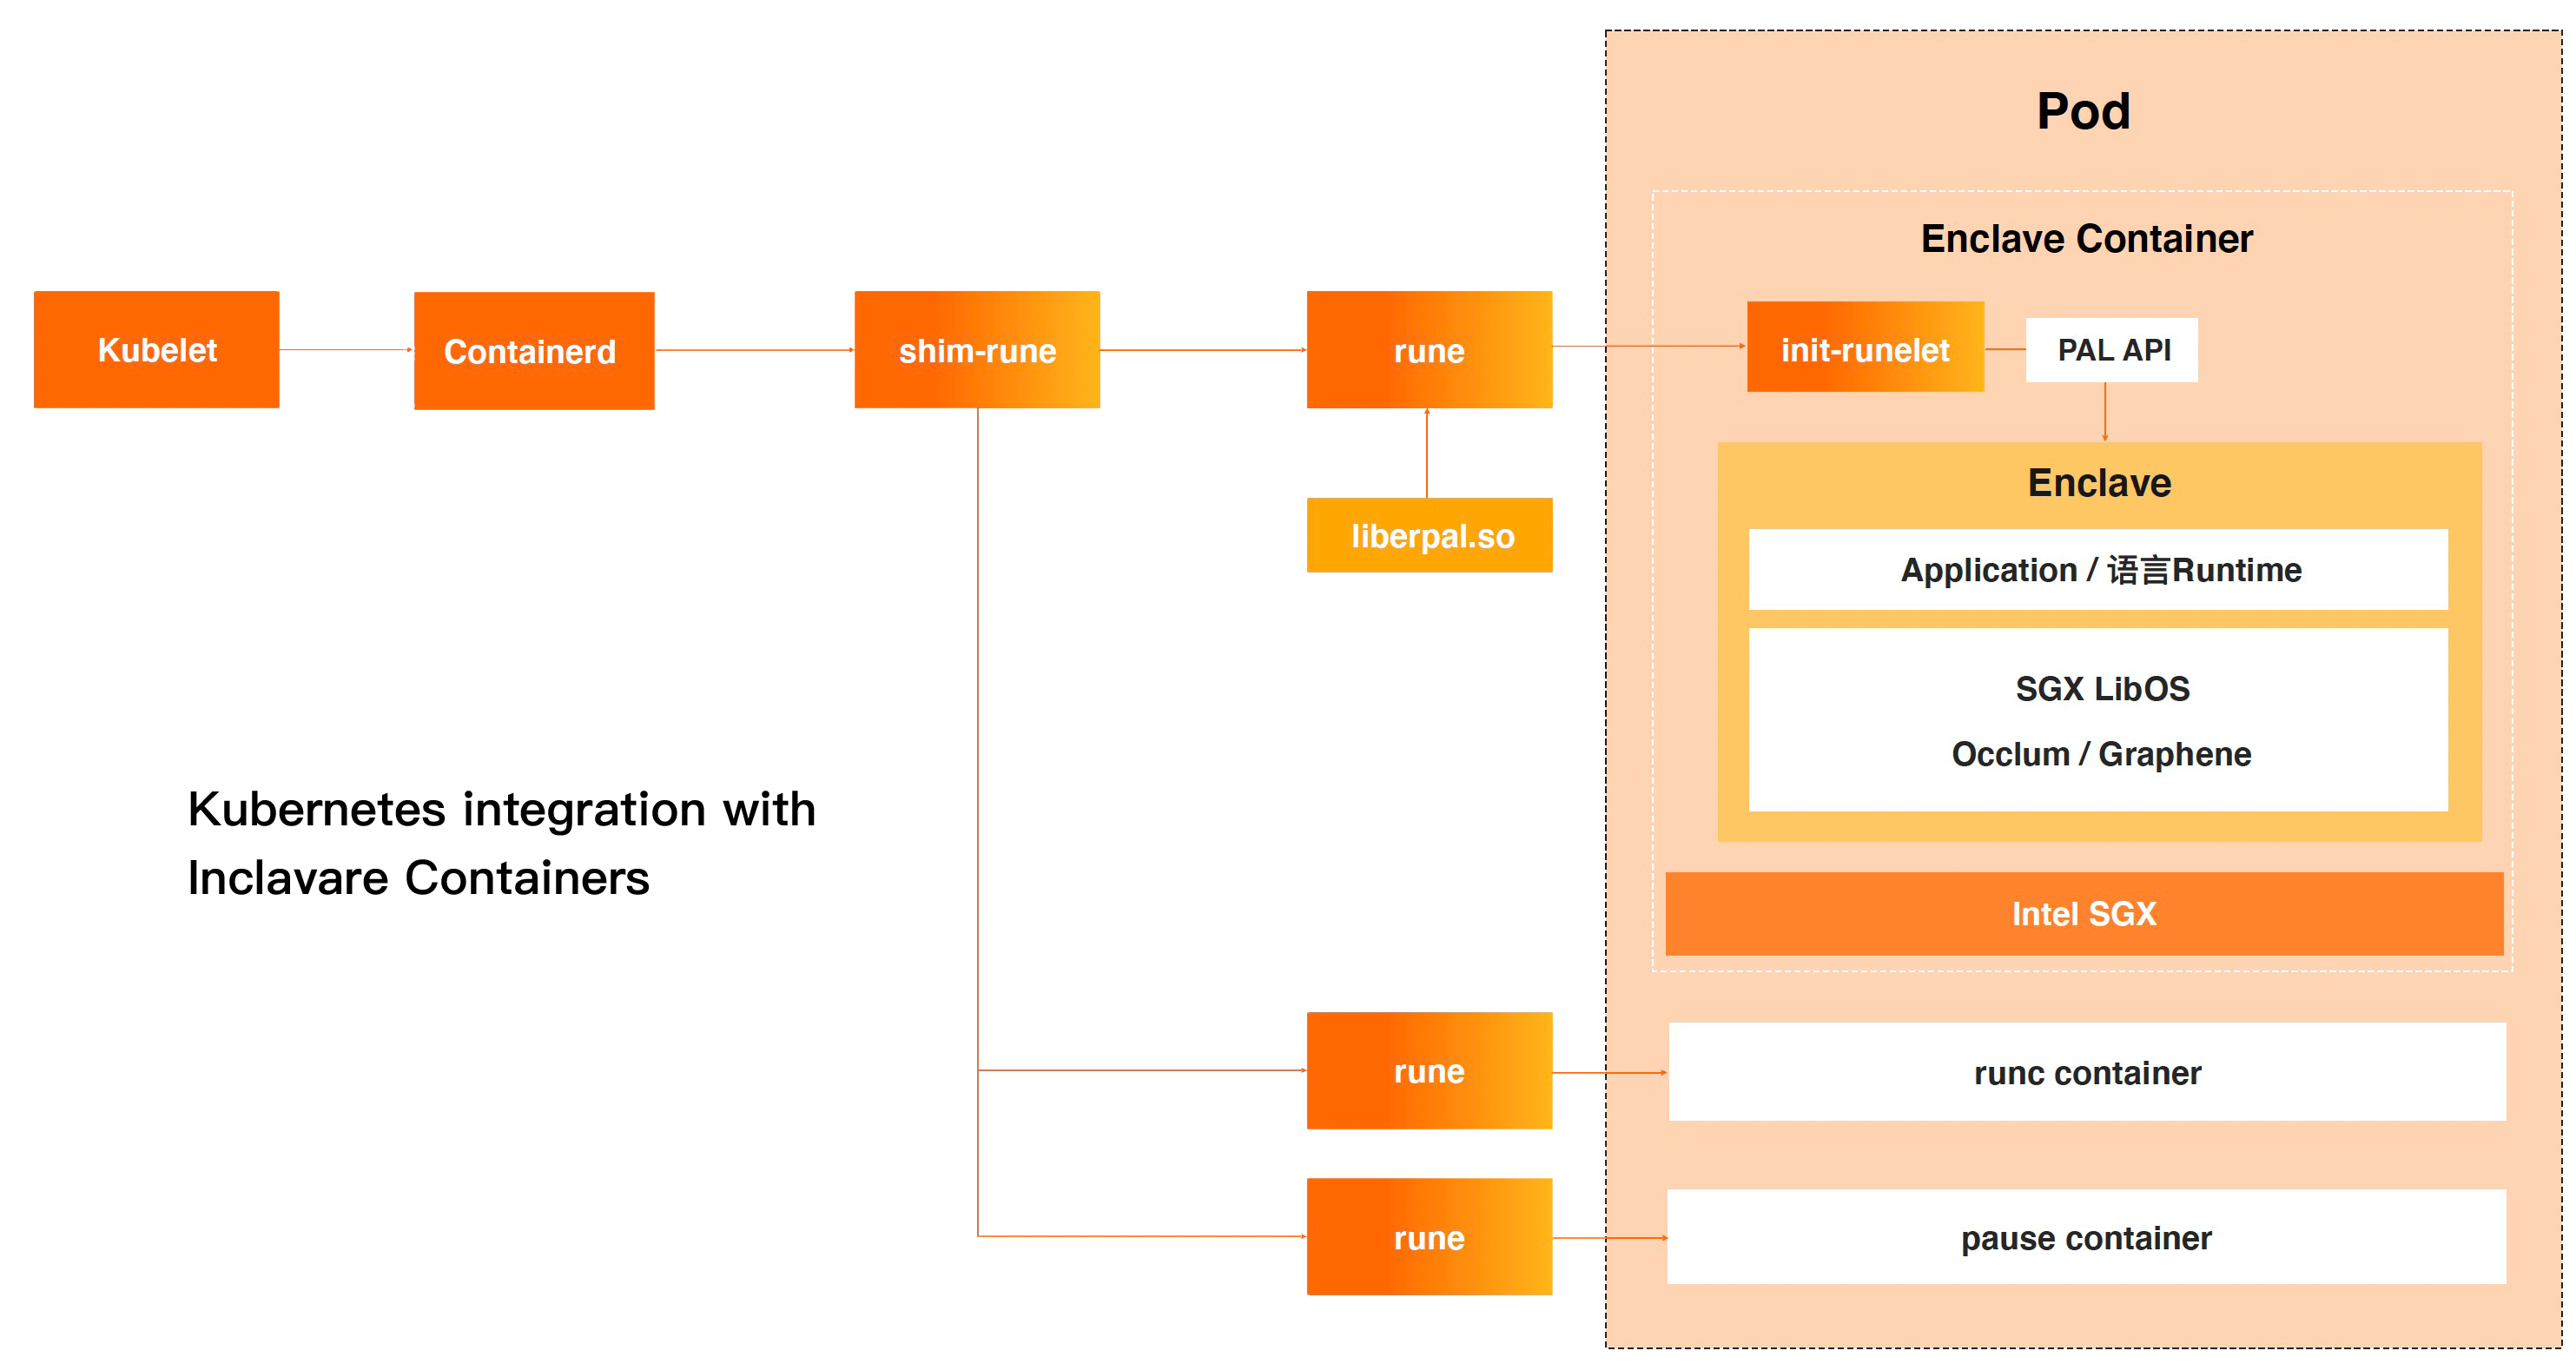 Pod
Enclave Container
Kubelet
Containerd
shim-rune
rune
init-runelet
PAL API
liberpal.so
Enclave
Application / 语言Runtime
SGX LibOS
Occlum / Graphene
Kubernetes integration with
Inclavare Containers
Intel SGX
rune
runc container
rune
pause container